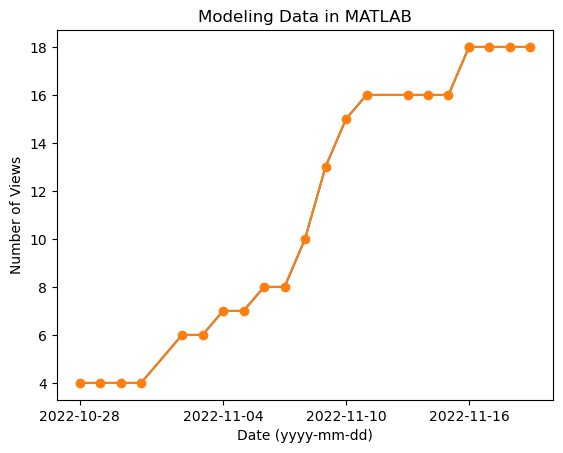 Modeling Data in MATLAB
18
16
14
12
10
8
6
4
Number of Views
2022-10-28 2022-11-04 2022-11-10 2022-11-16
Date (yyyy-mm-dd)